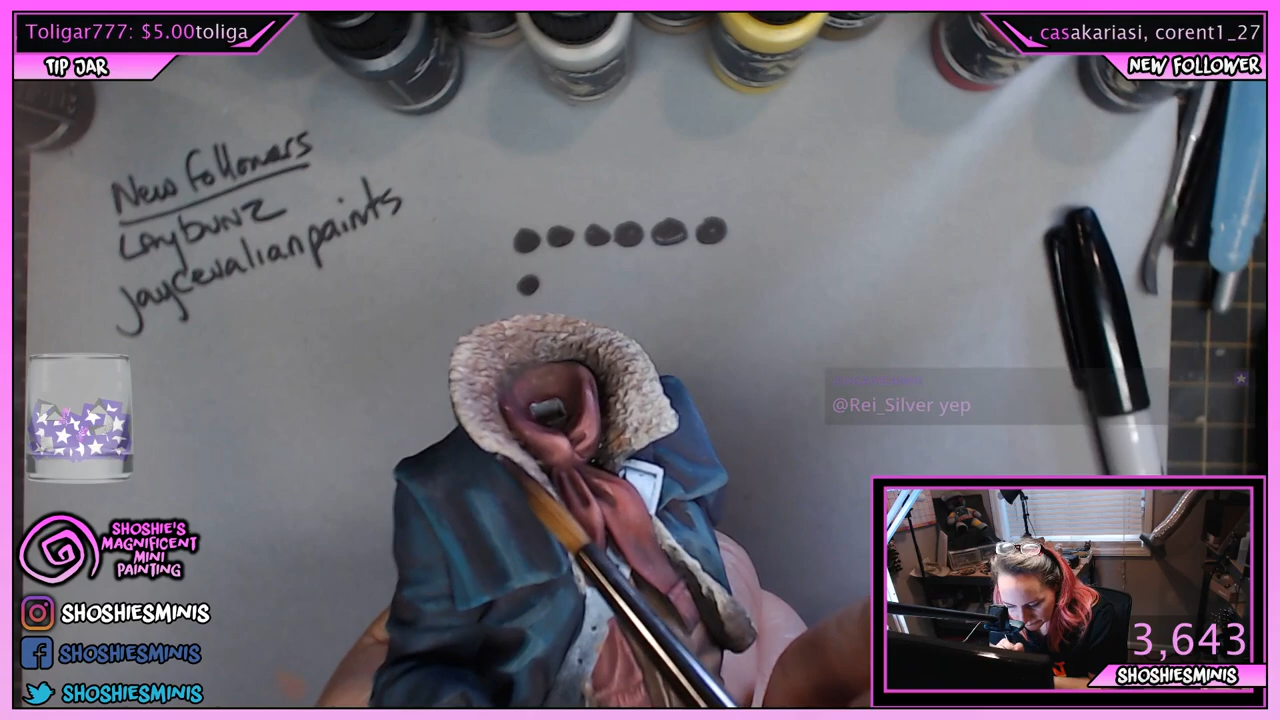 Toligar777: $5.00toliga
TIP JAR
, casakariasi, corent1_27
NEW FOLLOWER
New Followers
Laybunz
Jaycevalianpaints
@Rei_Silver yep
SHOSHIE'S
MAGNIFICENT
MINI
PAINTING
SHOSHIESMINIS
SHOSHIESMINIS
SHOSHIESMINIS
3,643
SHOSHIESMINIS